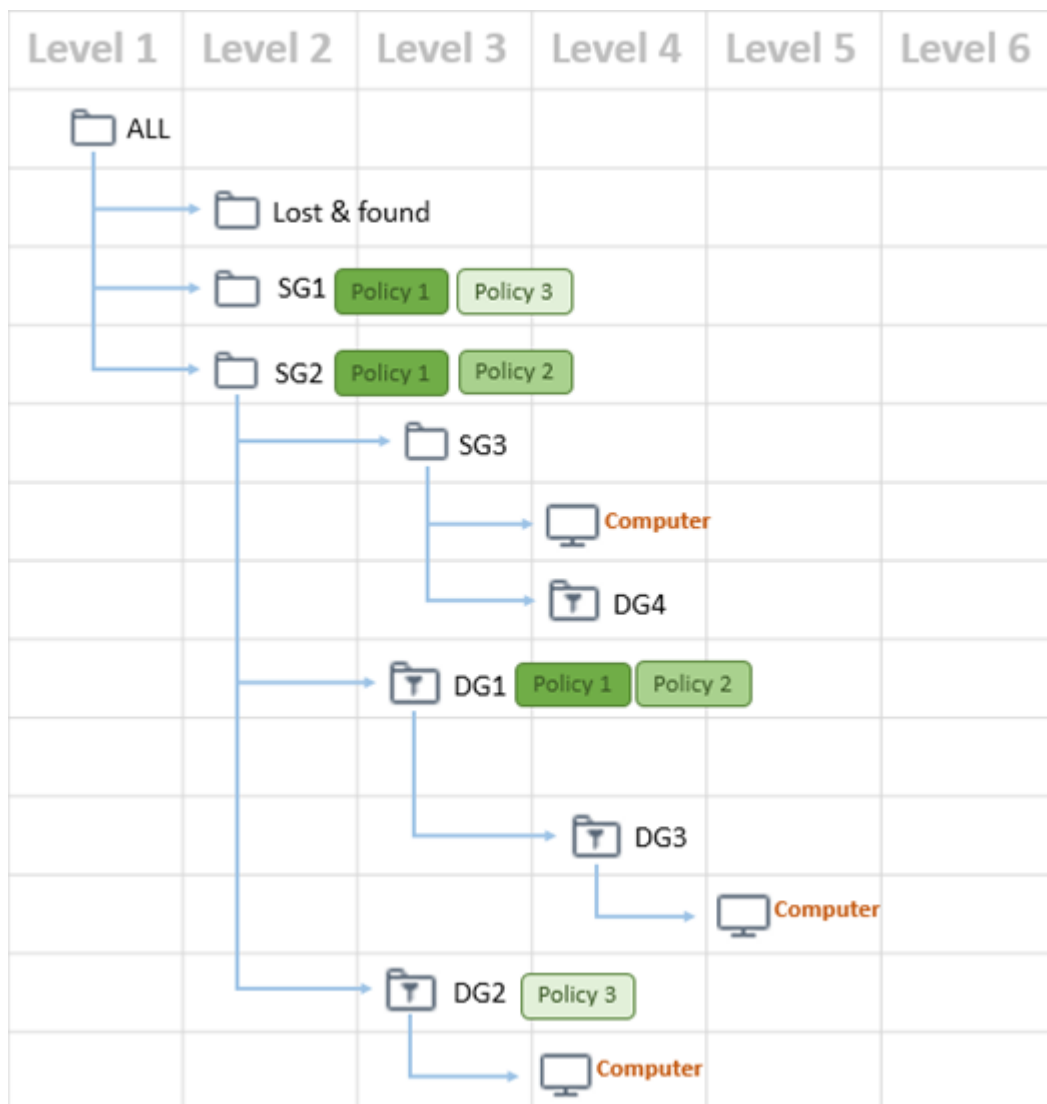 Level 1 Level 2 Level 3 Level 4 Level 5 Level 6
ALL
Lost & found
SG1 Policy 1 Policy 3
SG2 Policy 1 Policy 2
SG3
Computer
DG4
DG1 Policy 1 Policy 2
DG3
Computer
DG2 Policy 3
Computer